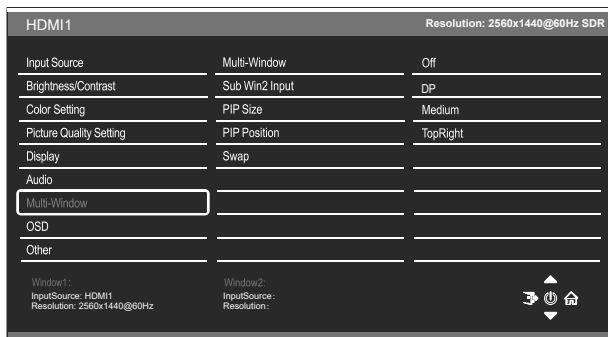 HDMI1 Resolution: 2560x1440@60Hz SDR
Input Source Multi-Window Off
Brightness/Contrast Sub Win2 Input DP
Color Setting PIP Size Medium
Picture Quality Setting PIP Position TopRight
Display Swap
Audio
Multi-Window
OSD
Other
Window1: Window2:
InputSource: HDMI1 InputSource:
Resolution: 2560x1440@60Hz Resolution: